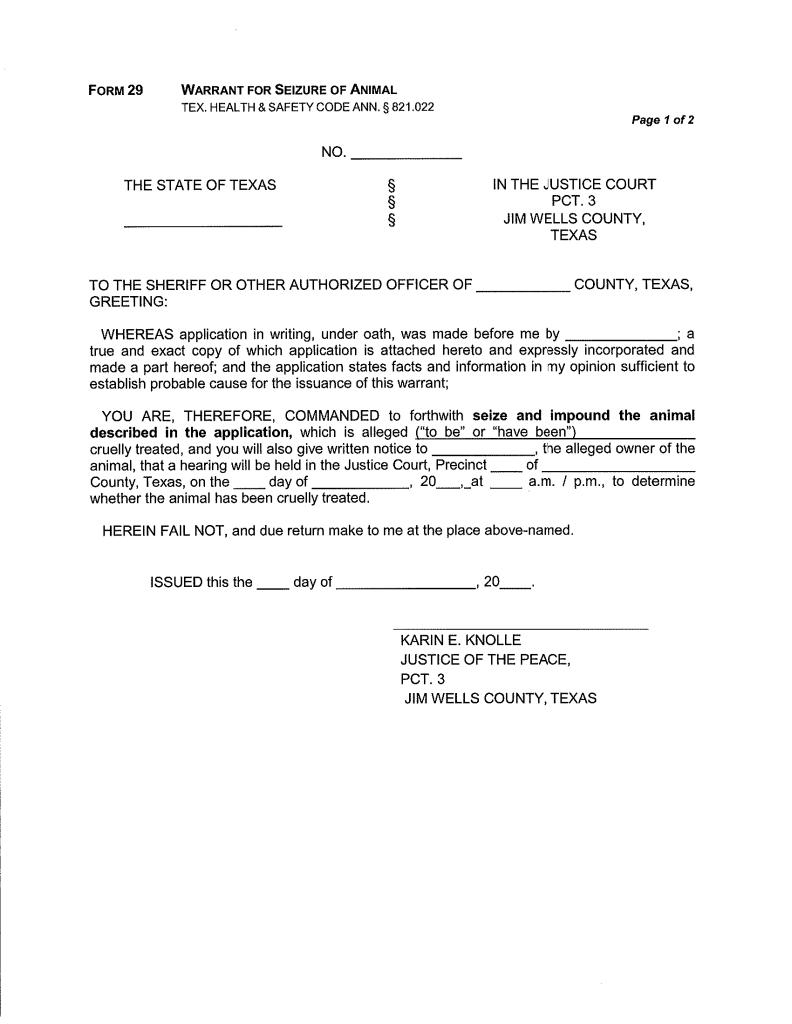 FORM 29 WARRANT FOR SEIZURE OF ANIMAL
TEX. HEALTH & SAFETY CODE ANN. § 821.022
Page 1 of 2
NO. _______________
THE STATE OF TEXAS § IN THE JUSTICE COURT
§ PCT. 3
____________________ § JIM WELLS COUNTY,
TEXAS
TO THE SHERIFF OR OTHER AUTHORIZED OFFICER OF ____________ COUNTY, TEXAS,
GREETING:
WHEREAS application in writing, under oath, was made before me by ______________; a
true and exact copy of which application is attached hereto and expressly incorporated and
made a part hereof; and the application states facts and information in my opinion sufficient to
establish probable cause for the issuance of this warrant;
YOU ARE, THEREFORE, COMMANDED to forthwith seize and impound the animal
described in the application, which is alleged ("to be" or "have been")_______________
cruelly treated, and you will also give written notice to _____________, the alleged owner of the
animal, that a hearing will be held in the Justice Court, Precinct ____ of ____________________
County, Texas, on the ____ day of ____________, 20___,_at ____ a.m. / p.m., to determine
whether the animal has been cruelly treated.
HEREIN FAIL NOT, and due return make to me at the place above-named.
ISSUED this the ____ day of __________________, 20____.
_________________________________
KARIN E. KNOLLE
JUSTICE OF THE PEACE,
PCT. 3
JIM WELLS COUNTY, TEXAS